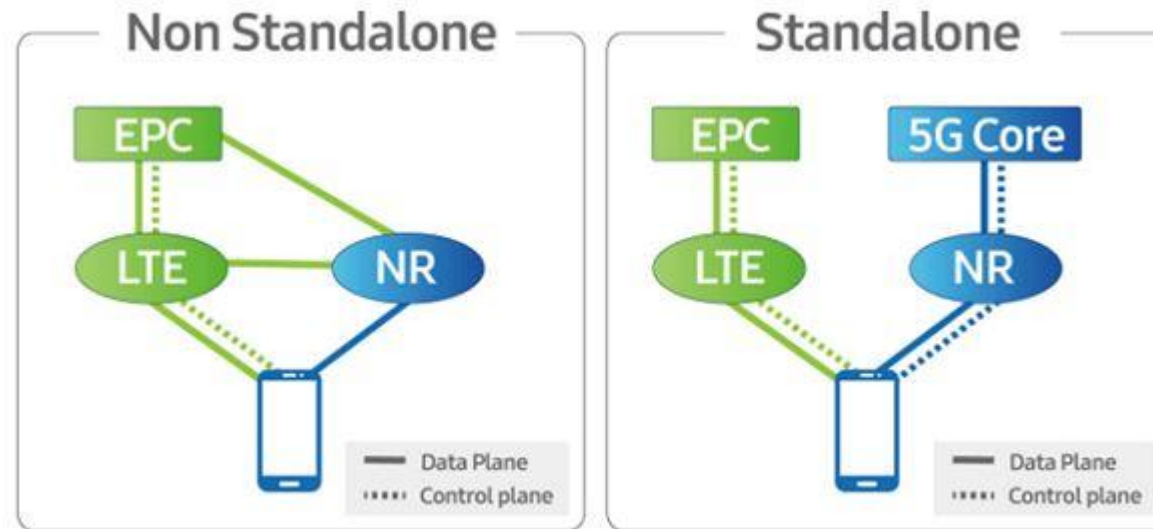 Non Standalone
EPC
LTE
NR
Data Plane
Control plane
Standalone
EPC
5G Core
LTE
NR
Data Plane
Control plane